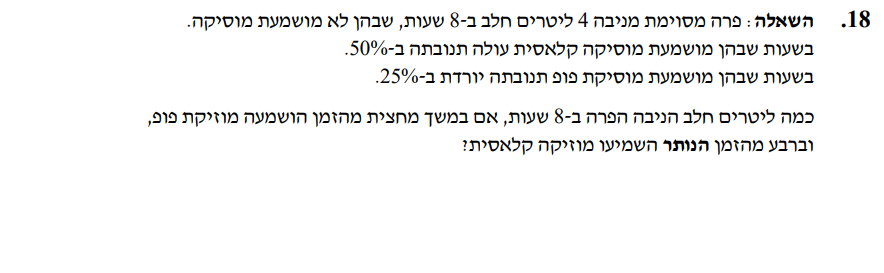 18. השאלה: פרה מסוימת מניבה 4 ליטרים חלב ב-8 שעות, שבהן לא מושמעת מוסיקה.
בשעות שבהן מושמעת מוסיקה קלאסית עולה תנובתה ב-50%.
בשעות שבהן מושמעת מוסיקת פופ תנובתה יורדת ב-25%.
כמה ליטרים חלב הניבה הפרה ב-8 שעות, אם במשך מחצית מהזמן הושמעה מוזיקת פופ,
וברבע מהזמן הנותר השמיעו מוזיקה קלאסית?